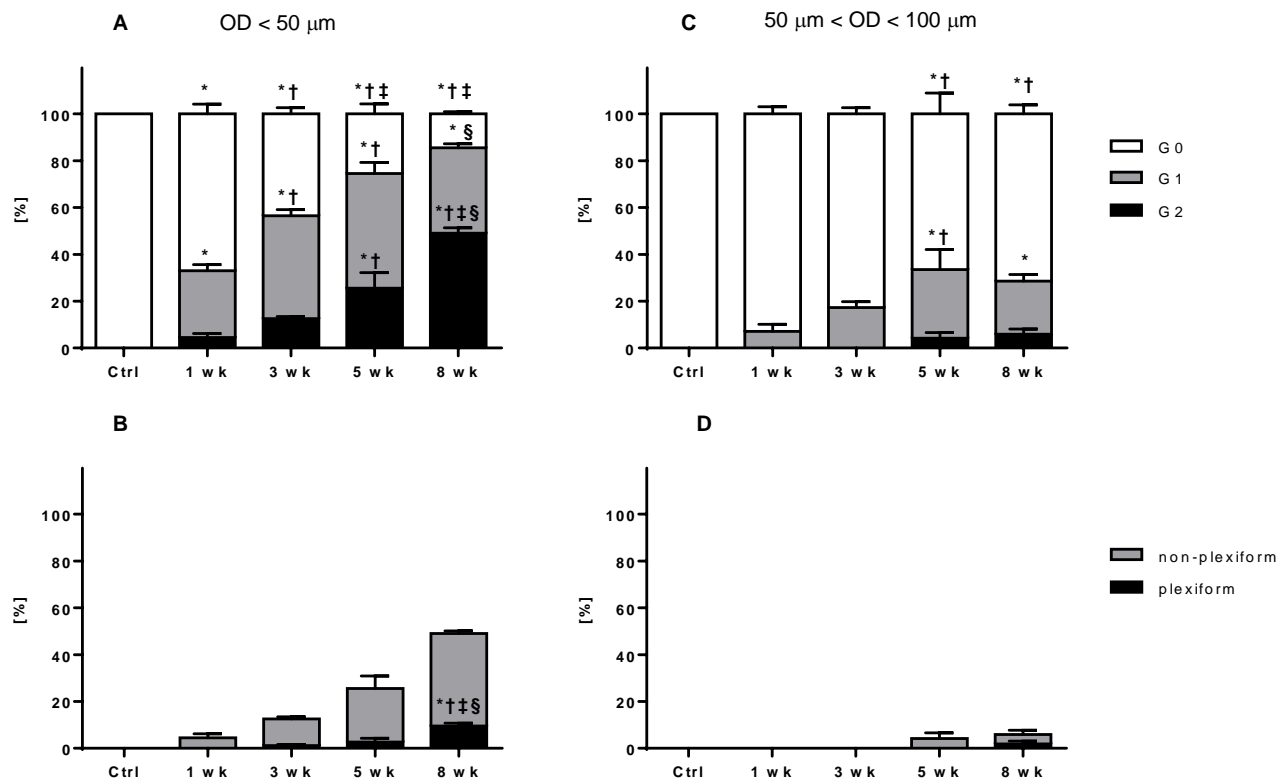 A OD < 50 μm
100
80
60
40
20
0
[%]
* *† *†‡ *†‡
* *† *† * §
*† *†‡§
Ctrl 1 wk 3 wk 5 wk 8 wk
C 50 μm < OD < 100 μm
100
80
60
40
20
0
[%]
*† *†
*† *
Ctrl 1 wk 3 wk 5 wk 8 wk
G0
G1
G2
B
100
80
60
40
20
0
[%]
*†‡§
Ctrl 1 wk 3 wk 5 wk 8 wk
D
100
80
60
40
20
0
[%]
Ctrl 1 wk 3 wk 5 wk 8 wk
non-plexiform
plexiform